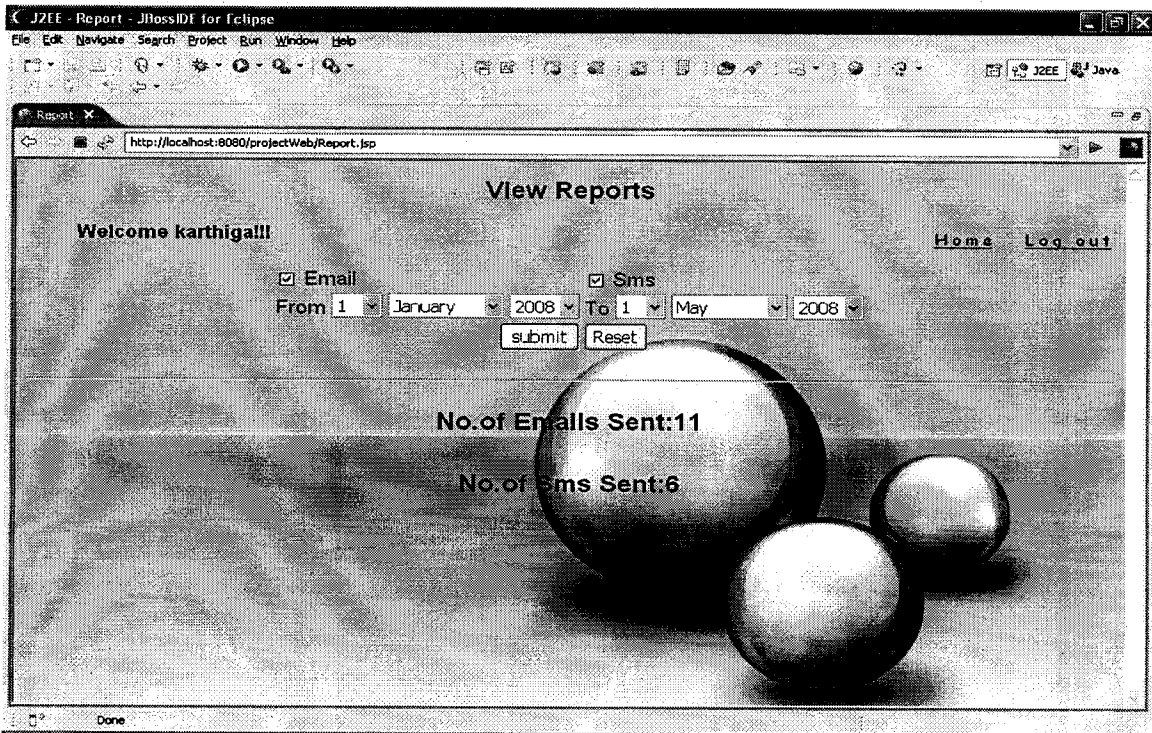 J2EE - Report - JBossIDE for Eclipse
File Edit Navigate Search Project Run Window Help
J2EE Java
Report
http://localhost:8080/projectWeb/Report.jsp
View Reports
Welcome karthiga!!!
Home Log out
Email Sms
From 1 January 2008 To 1 May 2008
submit Reset
No.of Emails Sent:11
No.of Sms Sent:6
Done